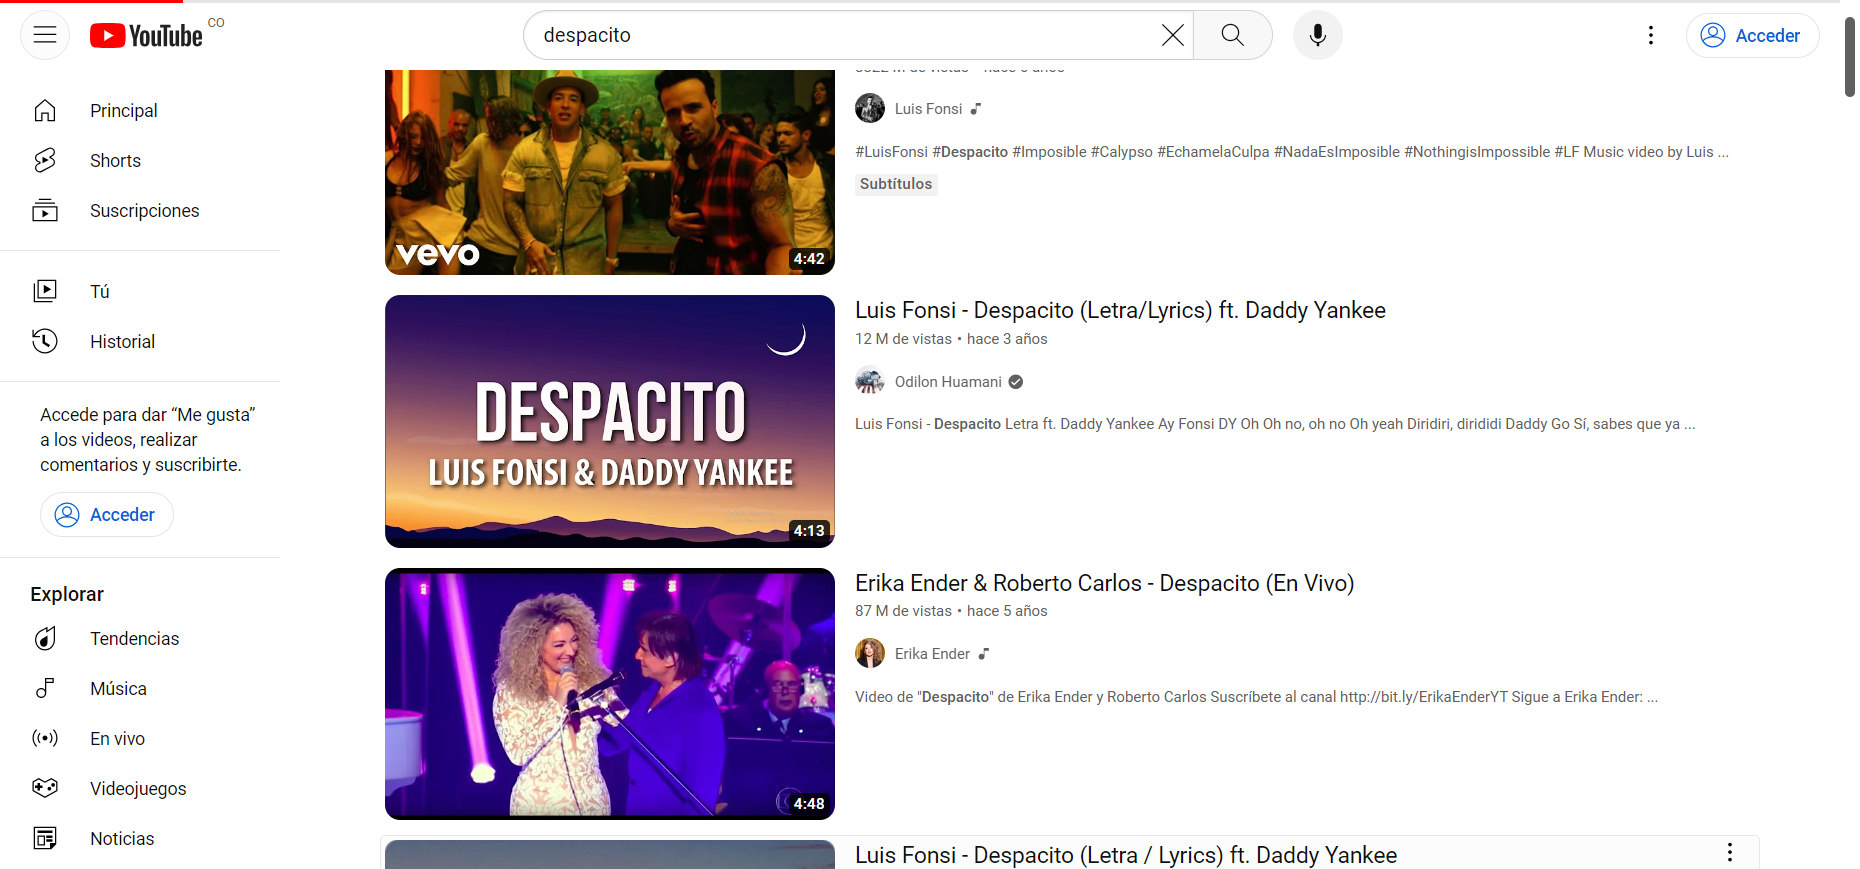 YouTube CO
despacito
Acceder
Principal
Shorts
Suscripciones
Tú
Historial
Accede para dar “Me gusta”
a los videos, realizar
comentarios y suscribirte.
Acceder
Explorar
Tendencias
Música
En vivo
Videojuegos
Noticias
vevo
4:42
Luis Fonsi
#LuisFonsi #Despacito #Imposible #Calypso #EchamelaCulpa #NadaEsImposible #NothingisImpossible #LF Music video by Luis ...
Subtítulos
DESPACITO
LUIS FONSI & DADDY YANKEE
4:13
Luis Fonsi - Despacito (Letra/Lyrics) ft. Daddy Yankee
12 M de vistas • hace 3 años
Odilon Huamani
Luis Fonsi - Despacito Letra ft. Daddy Yankee Ay Fonsi DY Oh Oh no, oh no Oh yeah Diridiri, dirididi Daddy Go Sí, sabes que ya ...
4:48
Erika Ender & Roberto Carlos - Despacito (En Vivo)
87 M de vistas • hace 5 años
Erika Ender
Video de "Despacito" de Erika Ender y Roberto Carlos Suscríbete al canal http://bit.ly/ErikaEnderYT Sigue a Erika Ender: ...
Luis Fonsi - Despacito (Letra / Lyrics) ft. Daddy Yankee